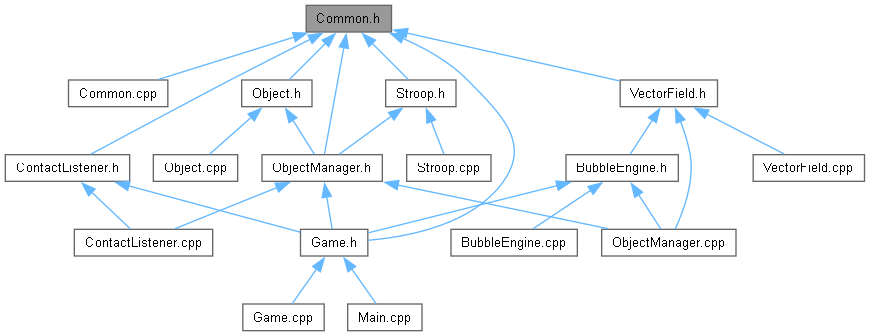 Common.h
Common.cpp
Object.h
Stroop.h
VectorField.h
ContactListener.h
Object.cpp
ObjectManager.h
Stroop.cpp
BubbleEngine.h
VectorField.cpp
ContactListener.cpp
Game.h
BubbleEngine.cpp
ObjectManager.cpp
Game.cpp
Main.cpp